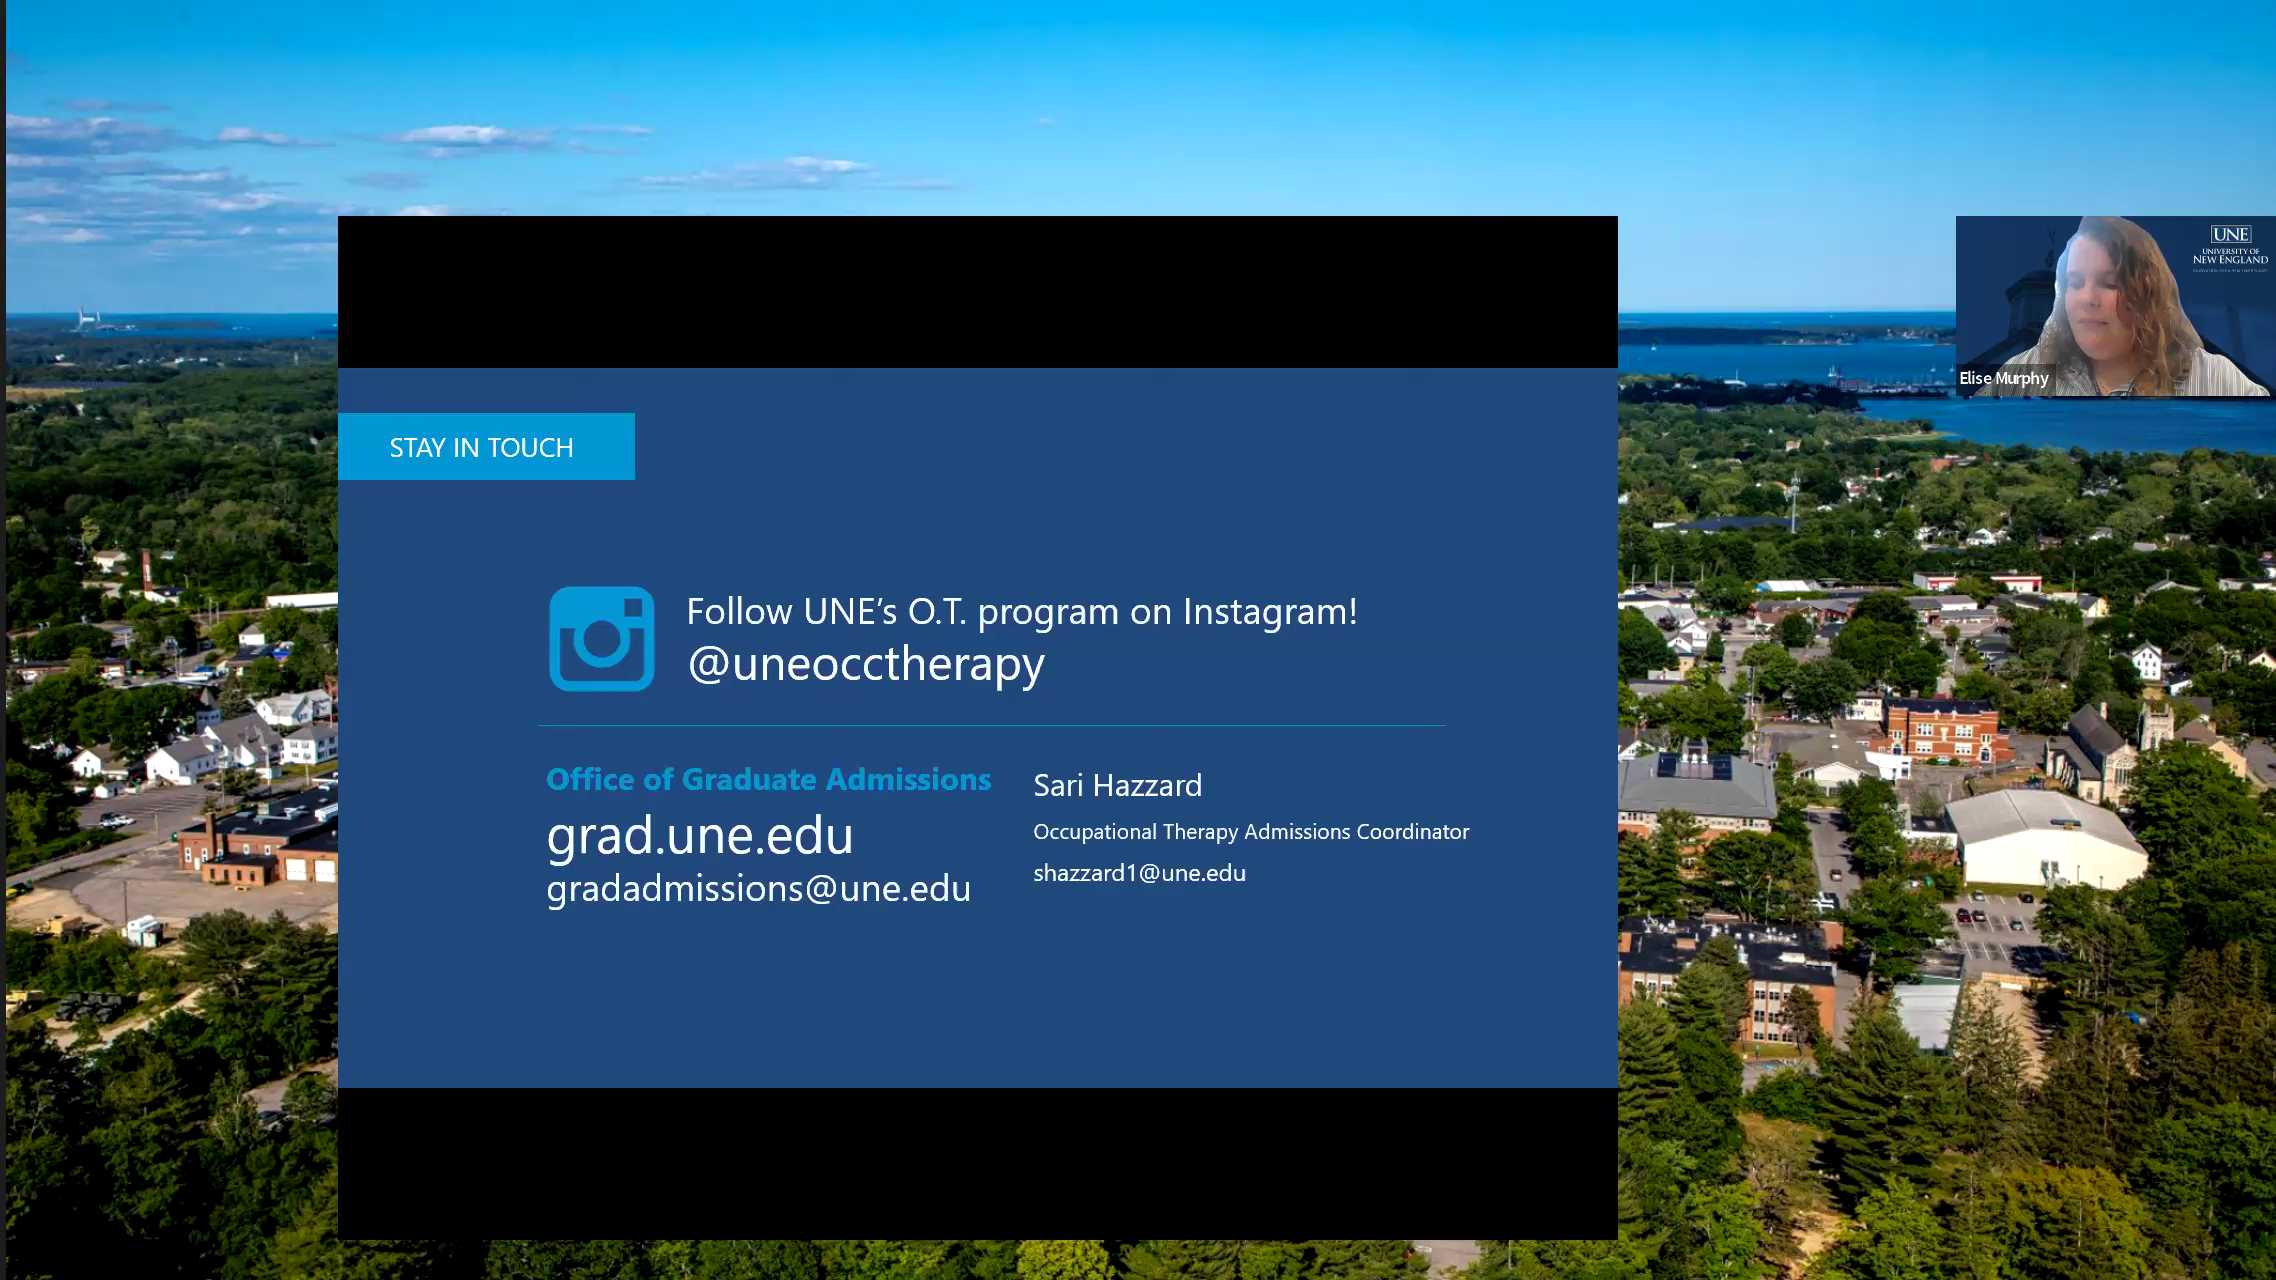 STAY IN TOUCH
Follow UNE’s O.T. program on Instagram!
@uneocctherapy
Office of Graduate Admissions
grad.une.edu
gradadmissions@une.edu
Sari Hazzard
Occupational Therapy Admissions Coordinator
shazzard1@une.edu
UNE
UNIVERSITY OF
NEW ENGLAND
Elise Murphy